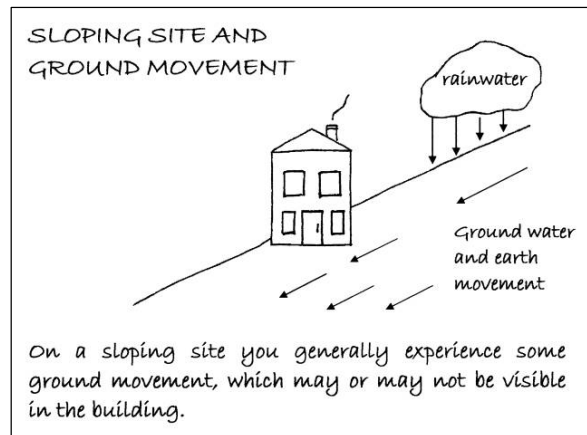 SLOPING SITE AND
GROUND MOVEMENT
rainwater
Ground water
and earth
movement
On a sloping site you generally experience some
ground movement, which may or may not be visible
in the building.